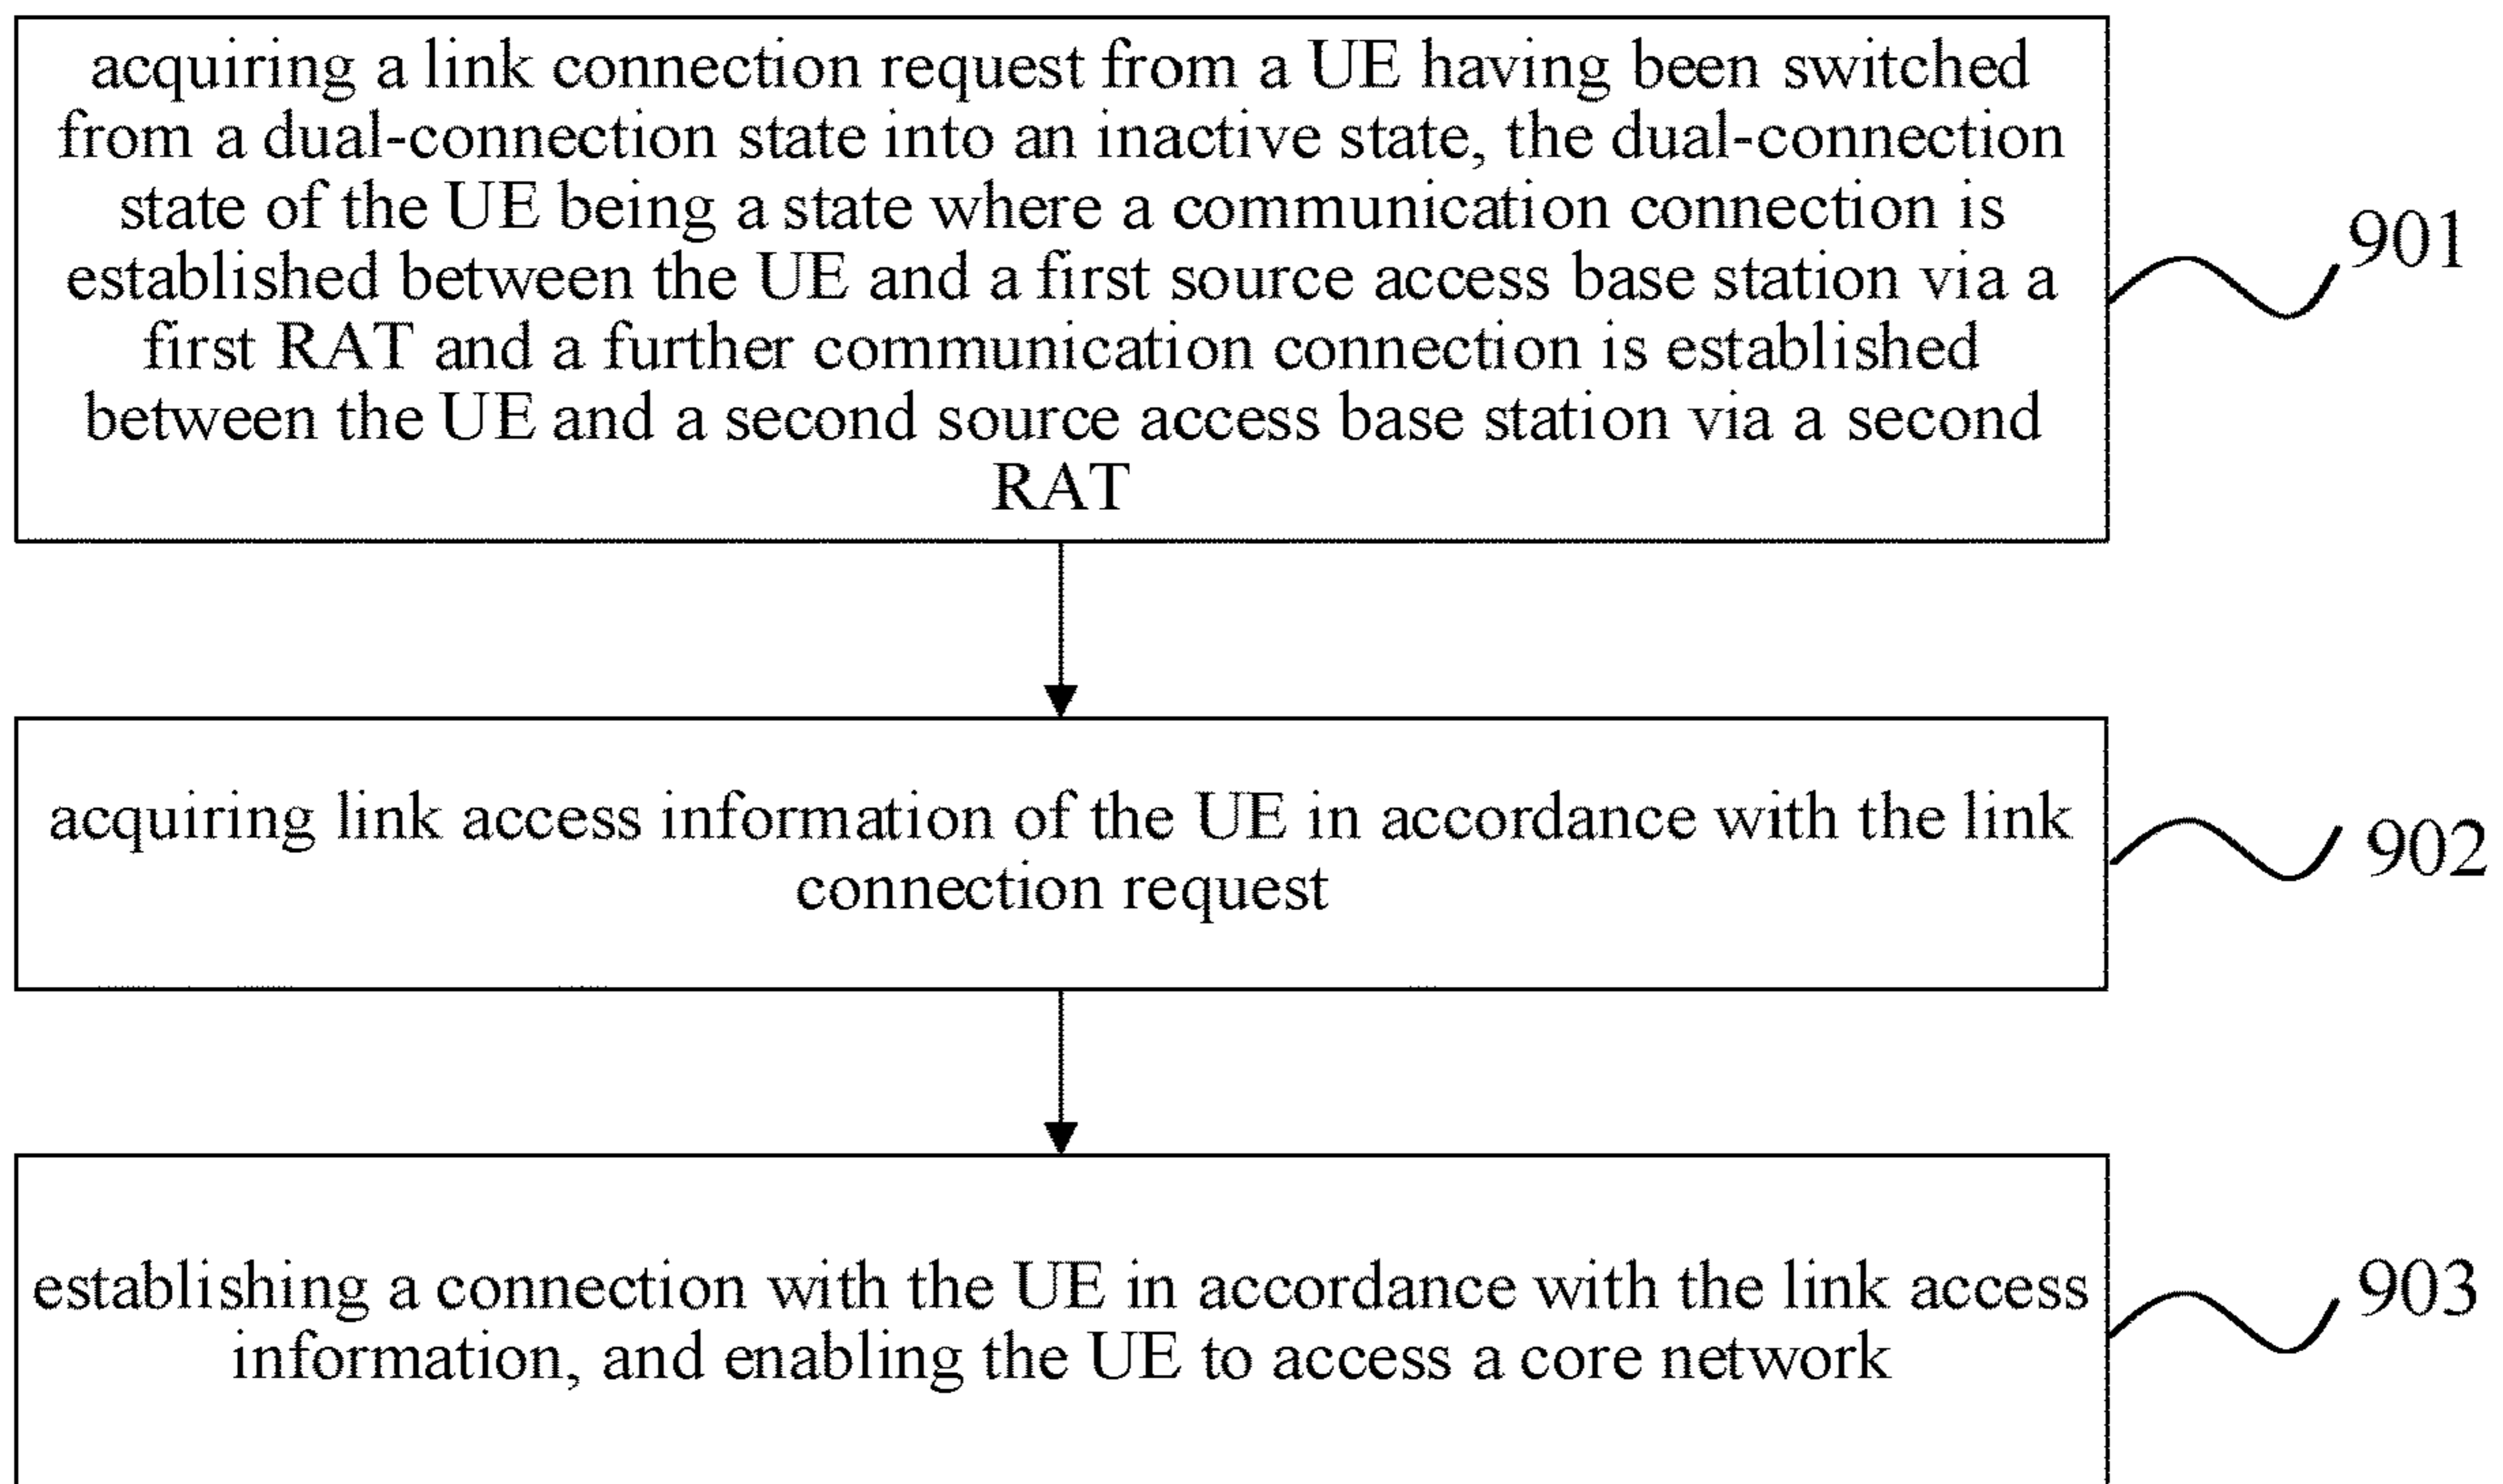 acquiring a link connection request from a UE having been switched
from a dual-connection state into an inactive state, the dual-connection
state of the UE being a state where a communication connection is
established between the UE and a first source access base station via a
first RAT and a further communication connection is established
between the UE and a second source access base station via a second
RAT
901
acquiring link access information of the UE in accordance with the link
connection request
902
establishing a connection with the UE in accordance with the link access
information, and enabling the UE to access a core network
903